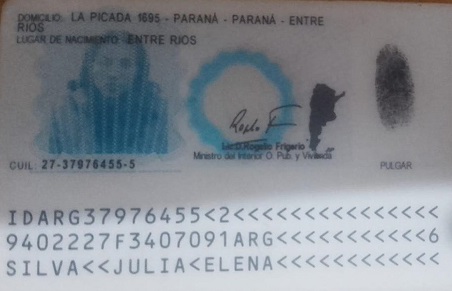 DOMICILIO: LA PICADA 1695 - PARANÁ - PARANÁ - ENTRE
RIOS
LUGAR DE NACIMIENTO: ENTRE RIOS
Lic. D. Rogelio Frigerio
Ministro del Interior O. Pub. y Vivienda
CUIL: 27-37976455-5
PULGAR
IDARG37976455<2<<<<<<<<<<<<<<<
9402227F3407091ARG<<<<<<<<<<<6
SILVA<<JULIA<ELENA<<<<<<<<<<<<